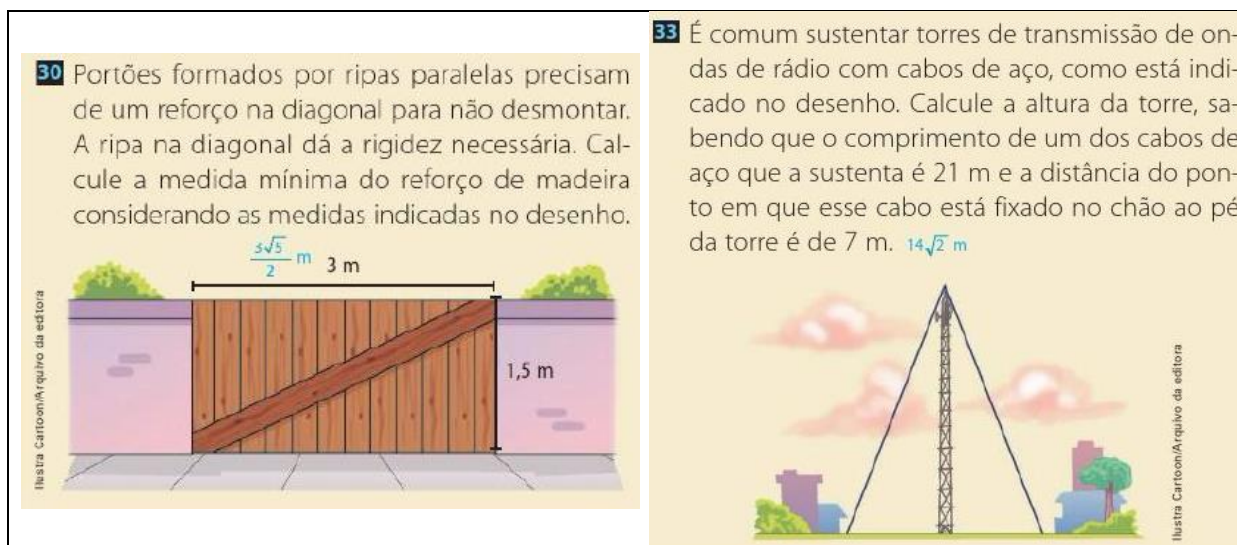 30 Portões formados por ripas paralelas precisam
de um reforço na diagonal para não desmontar.
A ripa na diagonal dá a rigidez necessária. Cal-
cule a medida mínima do reforço de madeira
considerando as medidas indicadas no desenho.
3√5/2 m
3 m
1,5 m
Ilustra Cartoon/Arquivo da editora
33 É comum sustentar torres de transmissão de on-
das de rádio com cabos de aço, como está indi-
cado no desenho. Calcule a altura da torre, sa-
bendo que o comprimento de um dos cabos de
aço que a sustenta é 21 m e a distância do pon-
to em que esse cabo está fixado no chão ao pé
da torre é de 7 m. 14√2 m
Ilustra Cartoon/Arquivo da editora